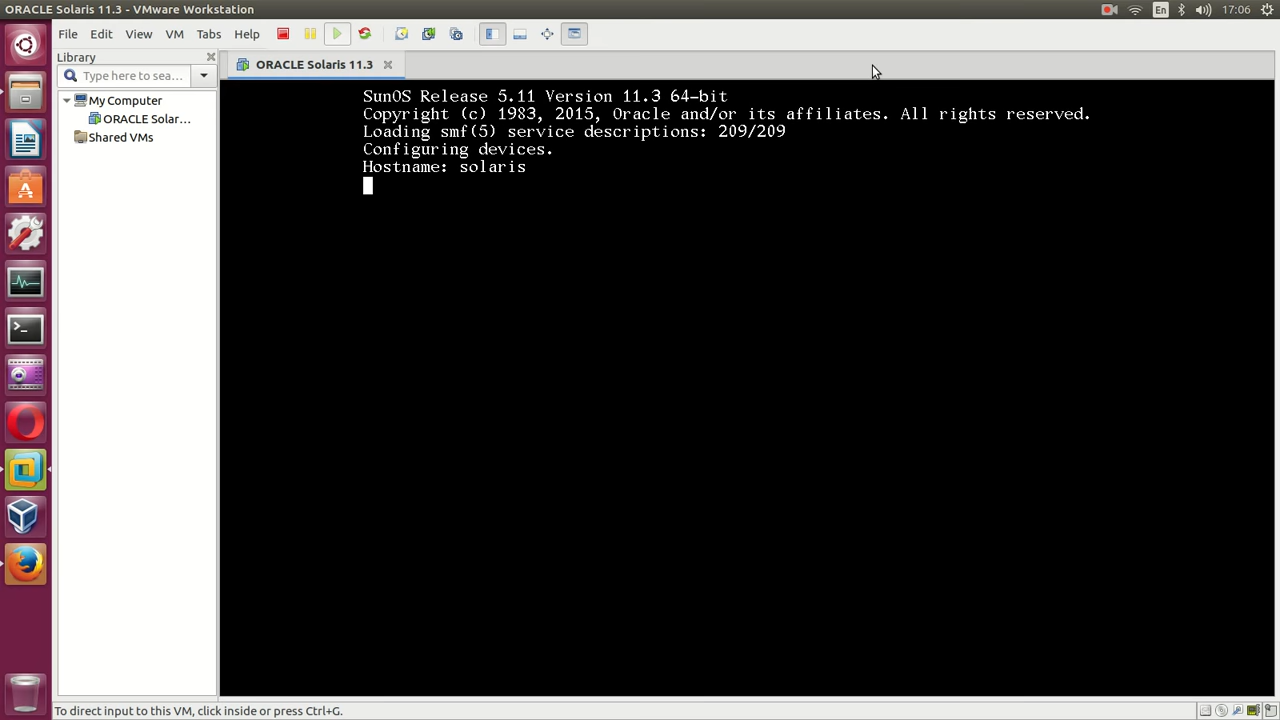 ORACLE Solaris 11.3 - VMware Workstation
En
17:06
File Edit View VM Tabs Help
Library
Type here to sea...
My Computer
ORACLE Solar...
Shared VMs
ORACLE Solaris 11.3
SunOS Release 5.11 Version 11.3 64-bit
Copyright (c) 1983, 2015, Oracle and/or its affiliates. All rights reserved.
Loading smf(5) service descriptions: 209/209
Configuring devices.
Hostname: solaris
To direct input to this VM, click inside or press Ctrl+G.